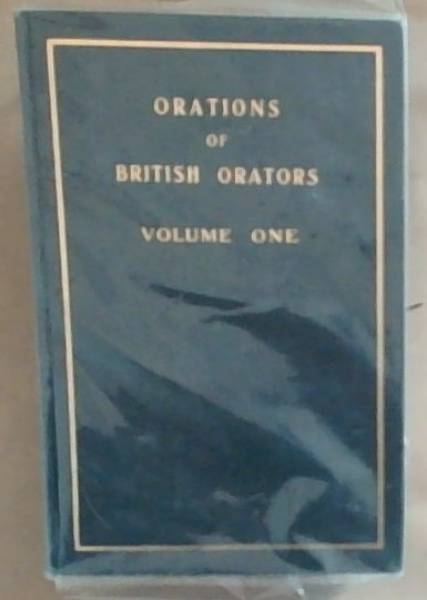 ORATIONS
OF
BRITISH ORATORS
VOLUME ONE